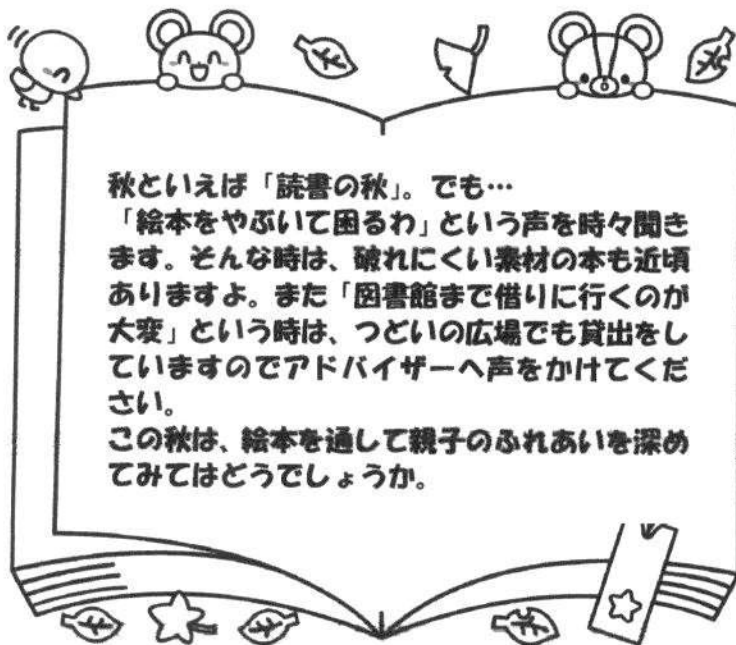 秋といえば「読書の秋」。でも…
「絵本をやぶいて困るわ」という声を時々聞き
ます。そんな時は、破れにくい素材の本も近頃
ありますよ。また「図書館まで借りに行くのが
大変」という時は、つどいの広場でも貸出をし
ていますのでアドバイザーへ声をかけてくだ
さい。
この秋は、絵本を通して親子のふれあいを深め
てみてはどうでしょうか。